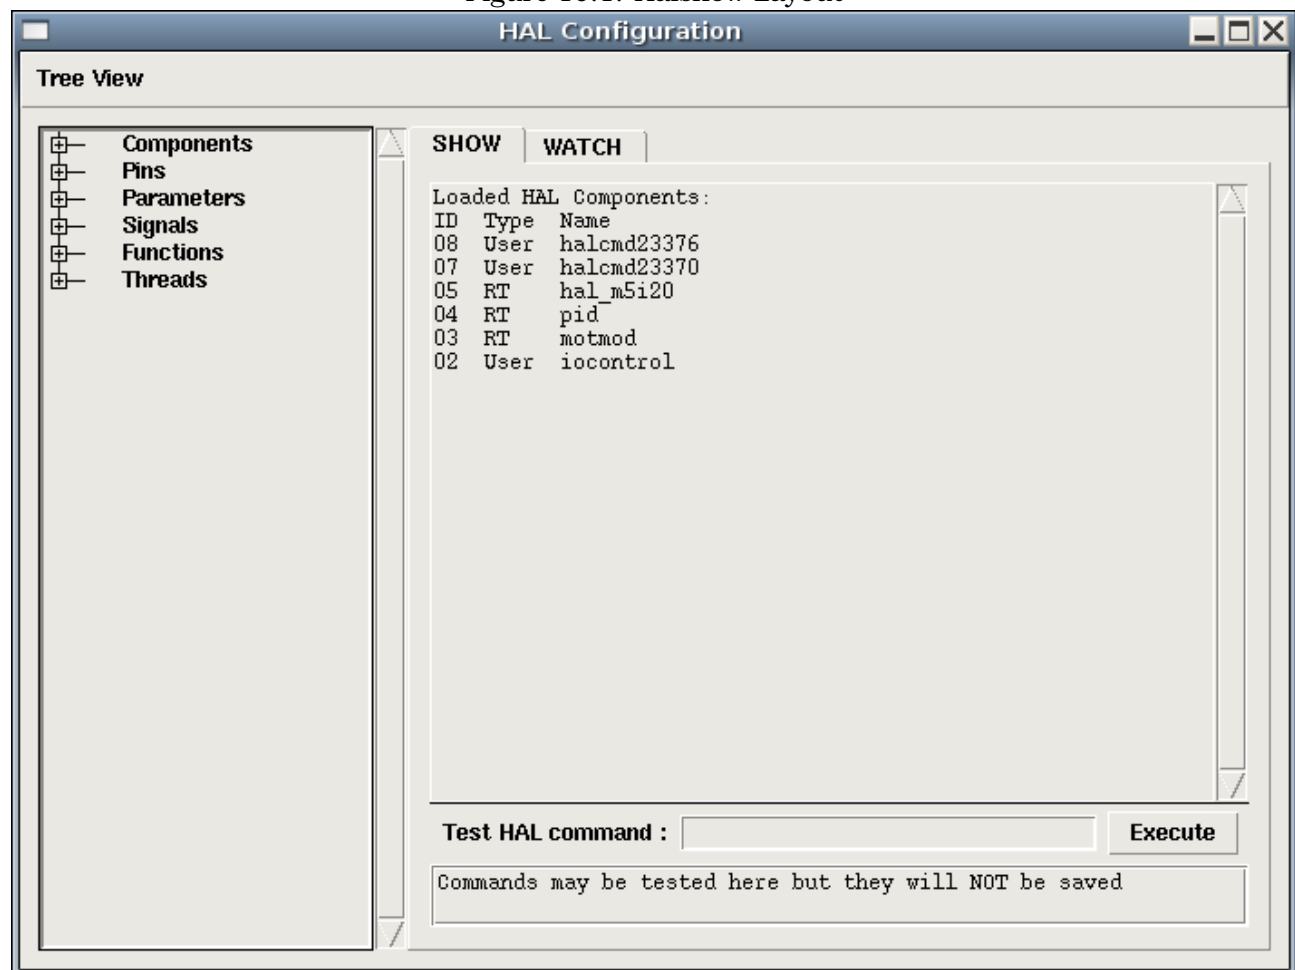 HAL Configuration
Tree View
Components
Pins
Parameters
Signals
Functions
Threads
SHOW
WATCH
Loaded HAL Components:
ID Type Name
08 User halcmd23376
07 User halcmd23370
05 RT hal_m5i20
04 RT pid
03 RT motmod
02 User iocontrol
Test HAL command :
Execute
Commands may be tested here but they will NOT be saved